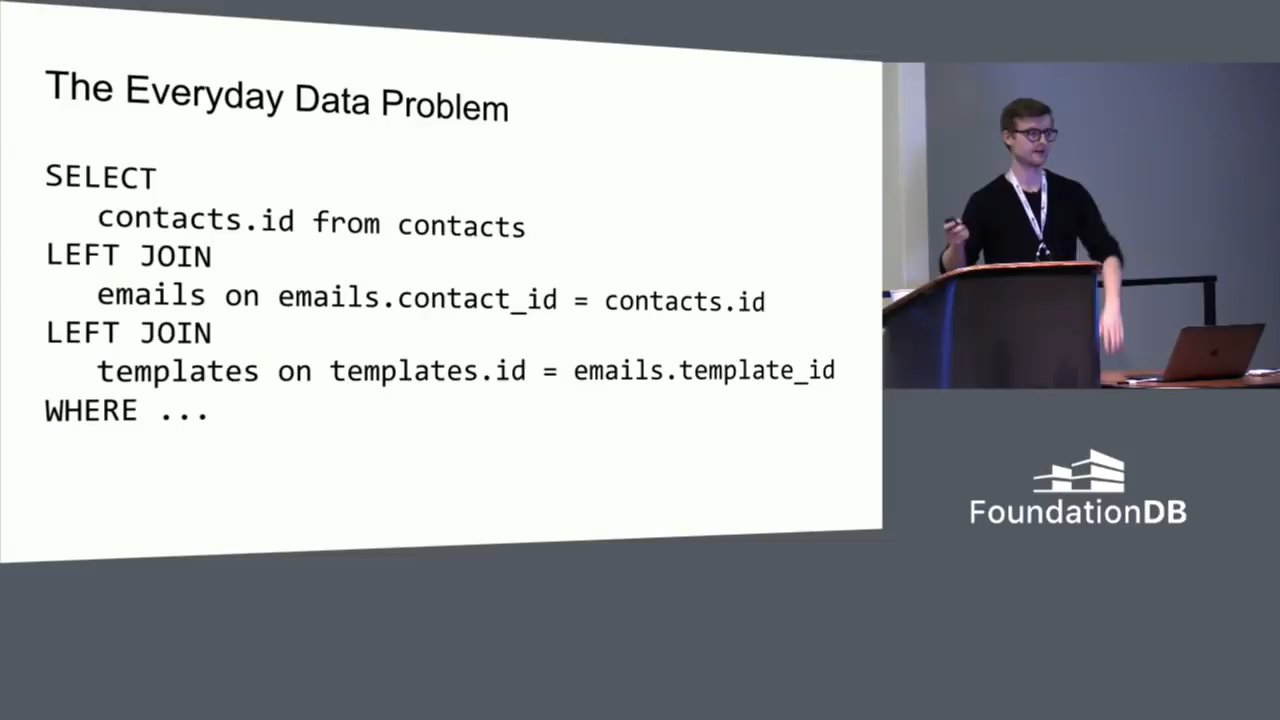 The Everyday Data Problem
SELECT
contacts.id from contacts
LEFT JOIN
emails on emails.contact_id = contacts.id
LEFT JOIN
templates on templates.id = emails.template_id
WHERE ...
FoundationDB